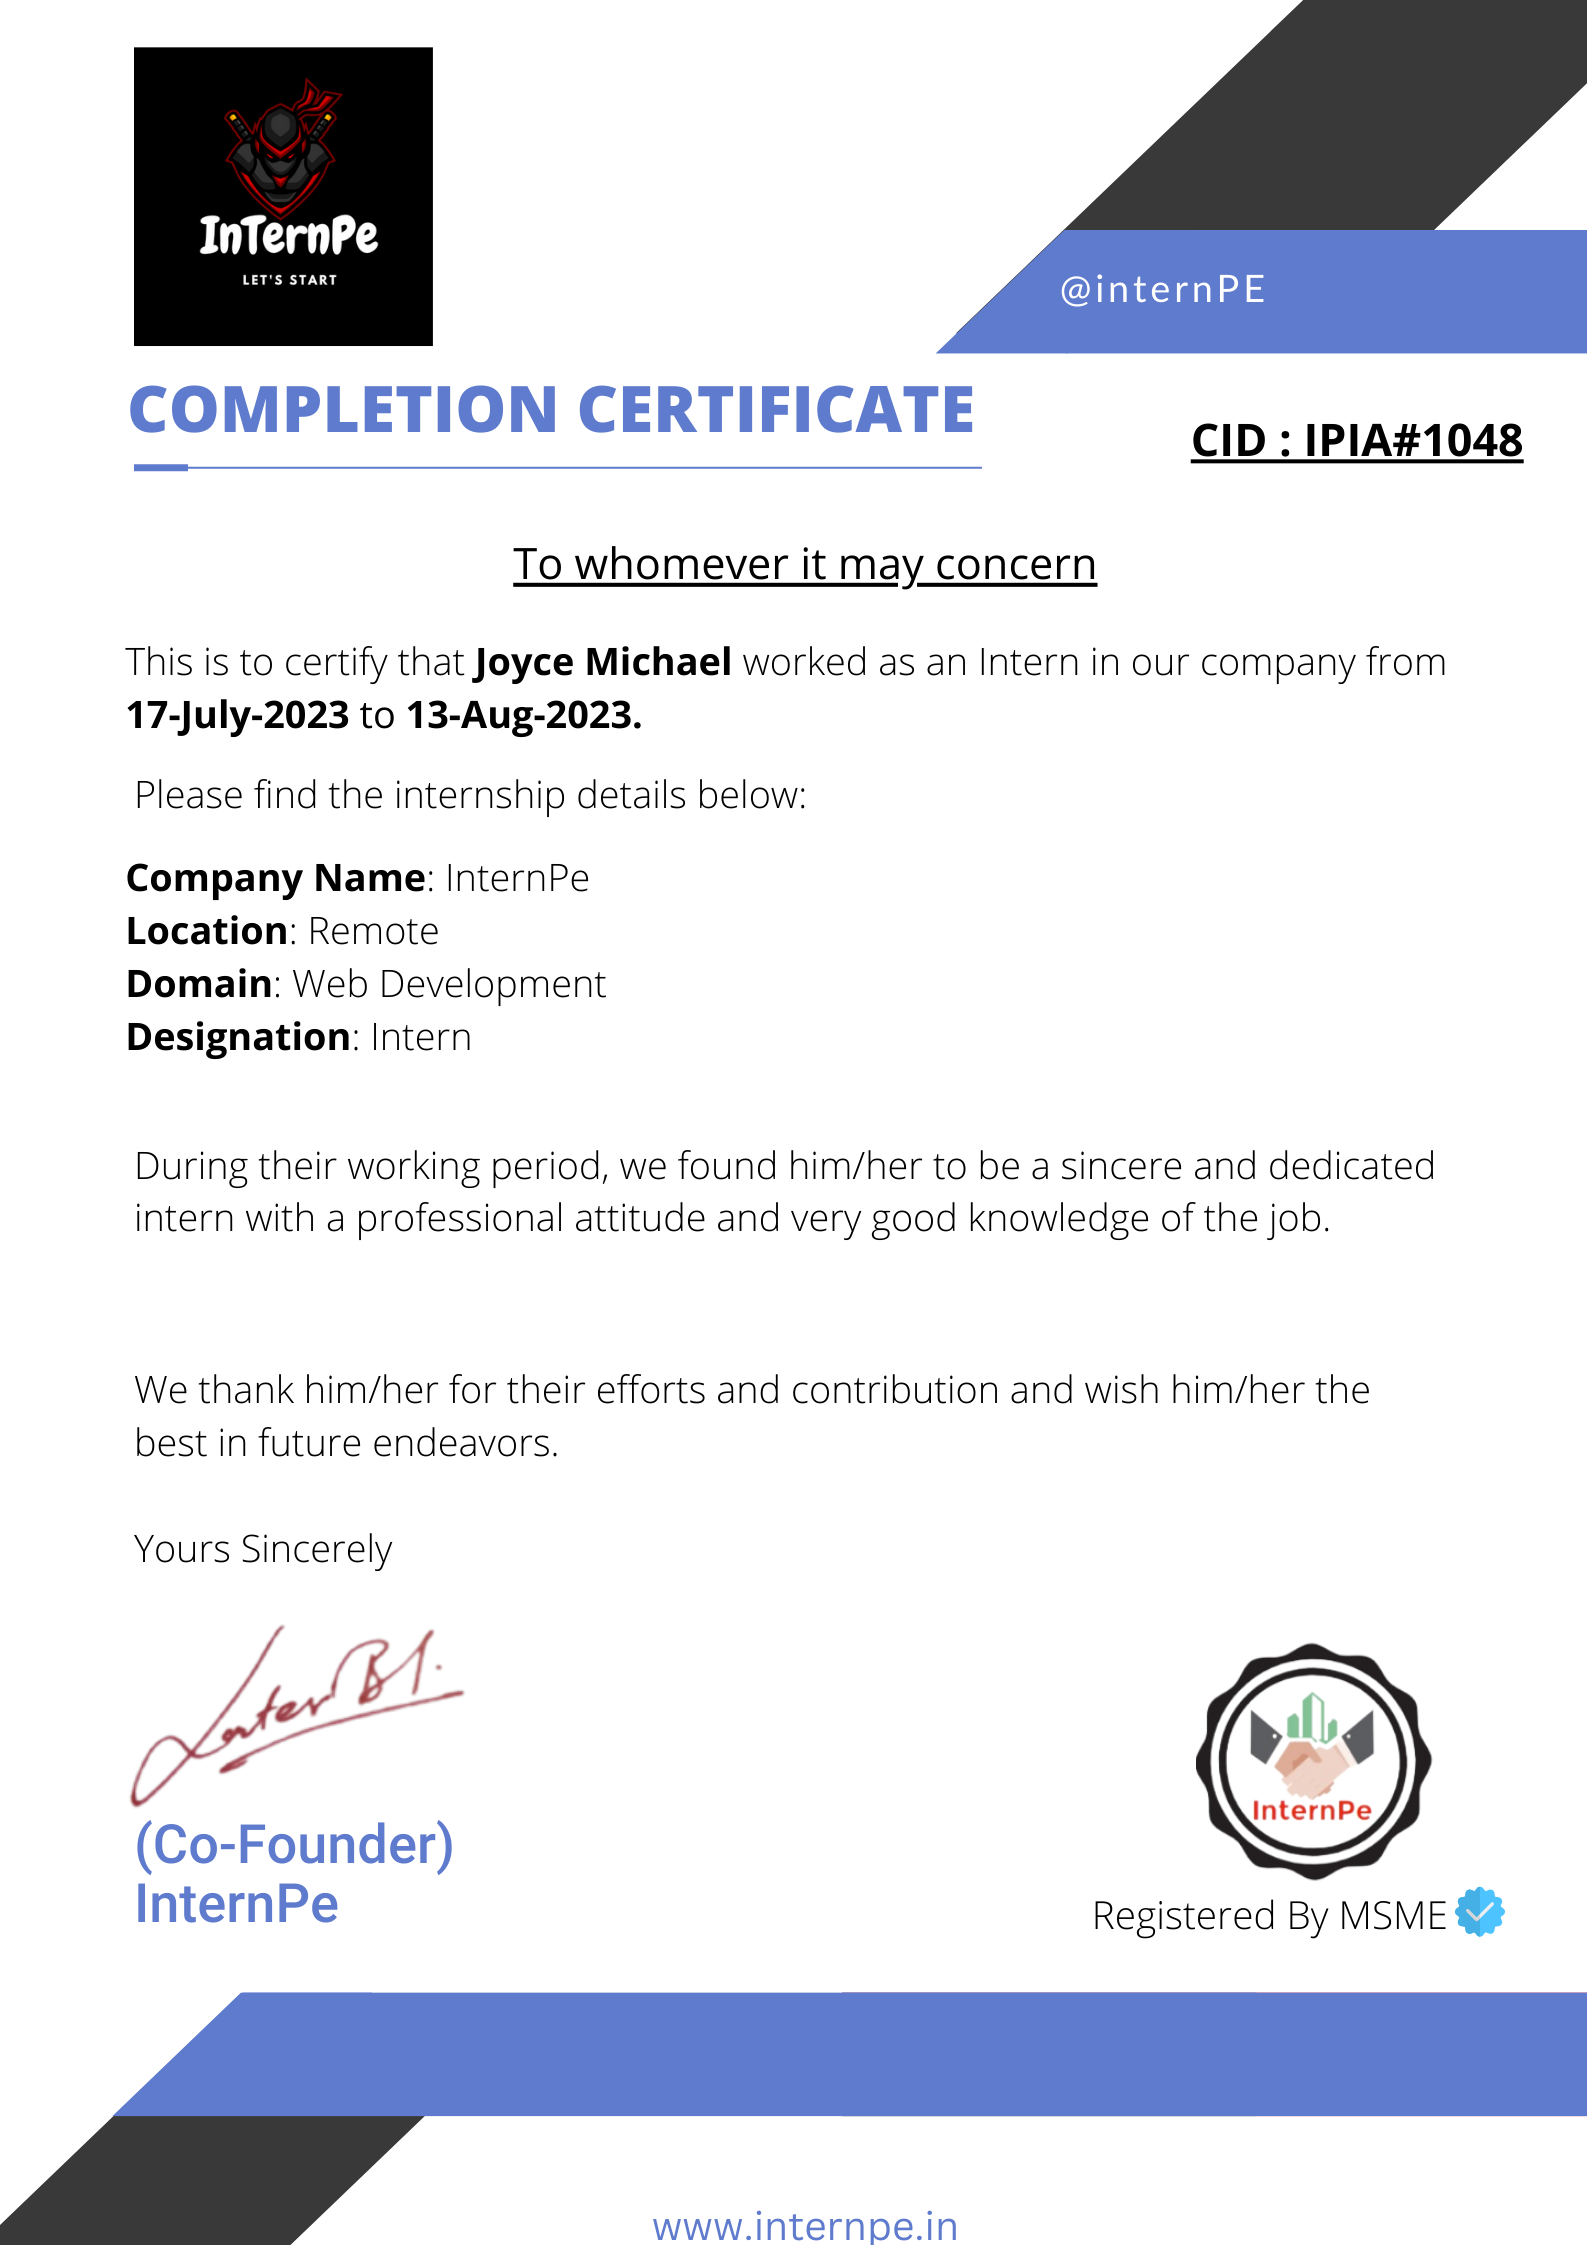 InTernPe
LET'S START
@internPE
COMPLETION CERTIFICATE
CID : IPIA#1048
To whomever it may concern
This is to certify that Joyce Michael worked as an Intern in our company from
17-July-2023 to 13-Aug-2023.
Please find the internship details below:
Company Name: InternPe
Location: Remote
Domain: Web Development
Designation: Intern
During their working period, we found him/her to be a sincere and dedicated
intern with a professional attitude and very good knowledge of the job.
We thank him/her for their efforts and contribution and wish him/her the
best in future endeavors.
Yours Sincerely
(Co-Founder)
InternPe
InternPe
Registered By MSME
www.internpe.in